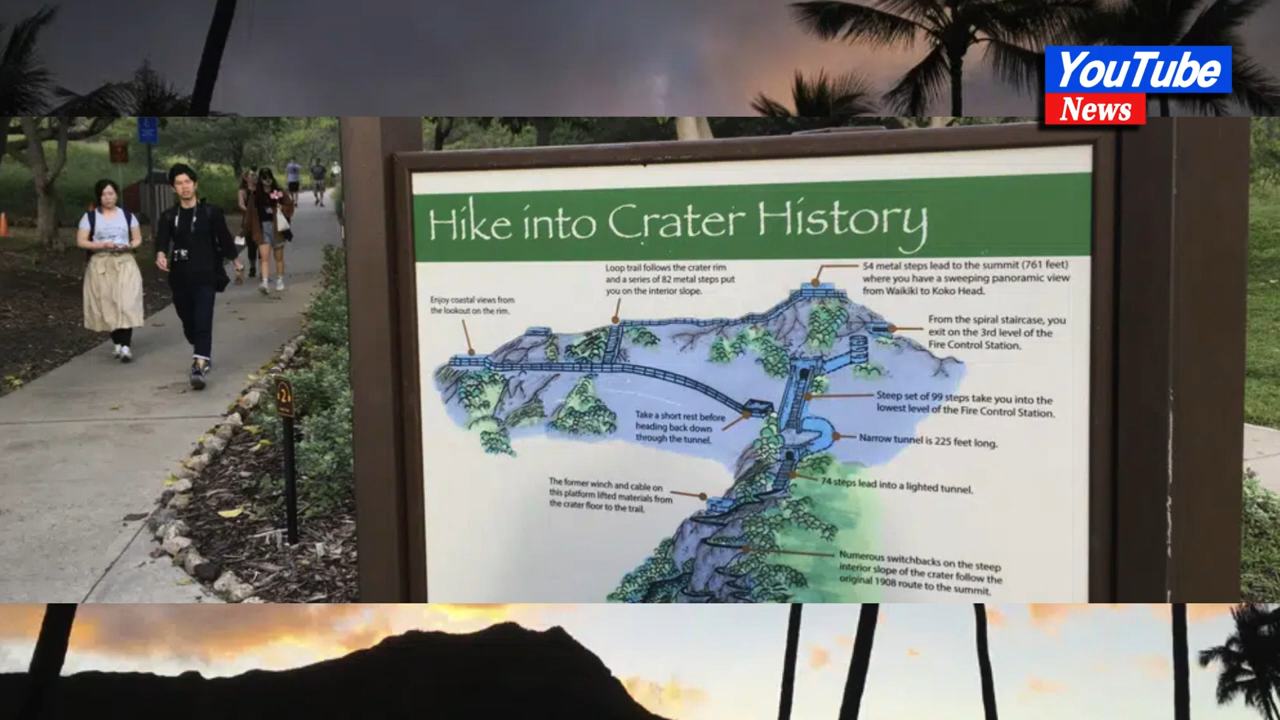 YouTube
News
Hike into Crater History
Loop trail follows the crater rim
and a series of 82 metal steps put
you on the interior slope.
54 metal steps lead to the summit (761 feet)
where you have a sweeping panoramic view
from Waikiki to Koko Head.
Enjoy coastal views from
the lookout on the rim.
From the spiral staircase, you
exit on the 3rd level of the
Fire Control Station.
Steep set of 99 steps take you into the
lowest level of the Fire Control Station.
Take a short rest before
heading back down
through the tunnel.
Narrow tunnel is 225 feet long.
The former winch and cable on
this platform lifted materials from
the crater floor to the trail.
74 steps lead into a lighted tunnel.
Numerous switchbacks on the steep
interior slope of the crater follow the
original 1908 route to the summit.
2